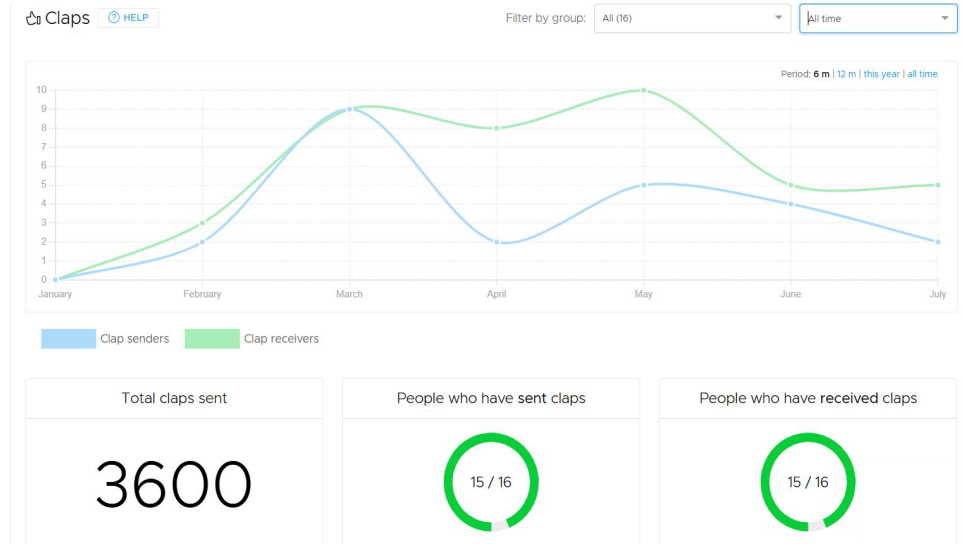 Claps HELP Filter by group: All (16) All time
Period: 6 m | 12 m | this year | all time
10
9
8
7
6
5
4
3
2
1
0
January February March April May June July
Clap senders Clap receivers
Total claps sent People who have sent claps People who have received claps
3600 15 / 16 15 / 16